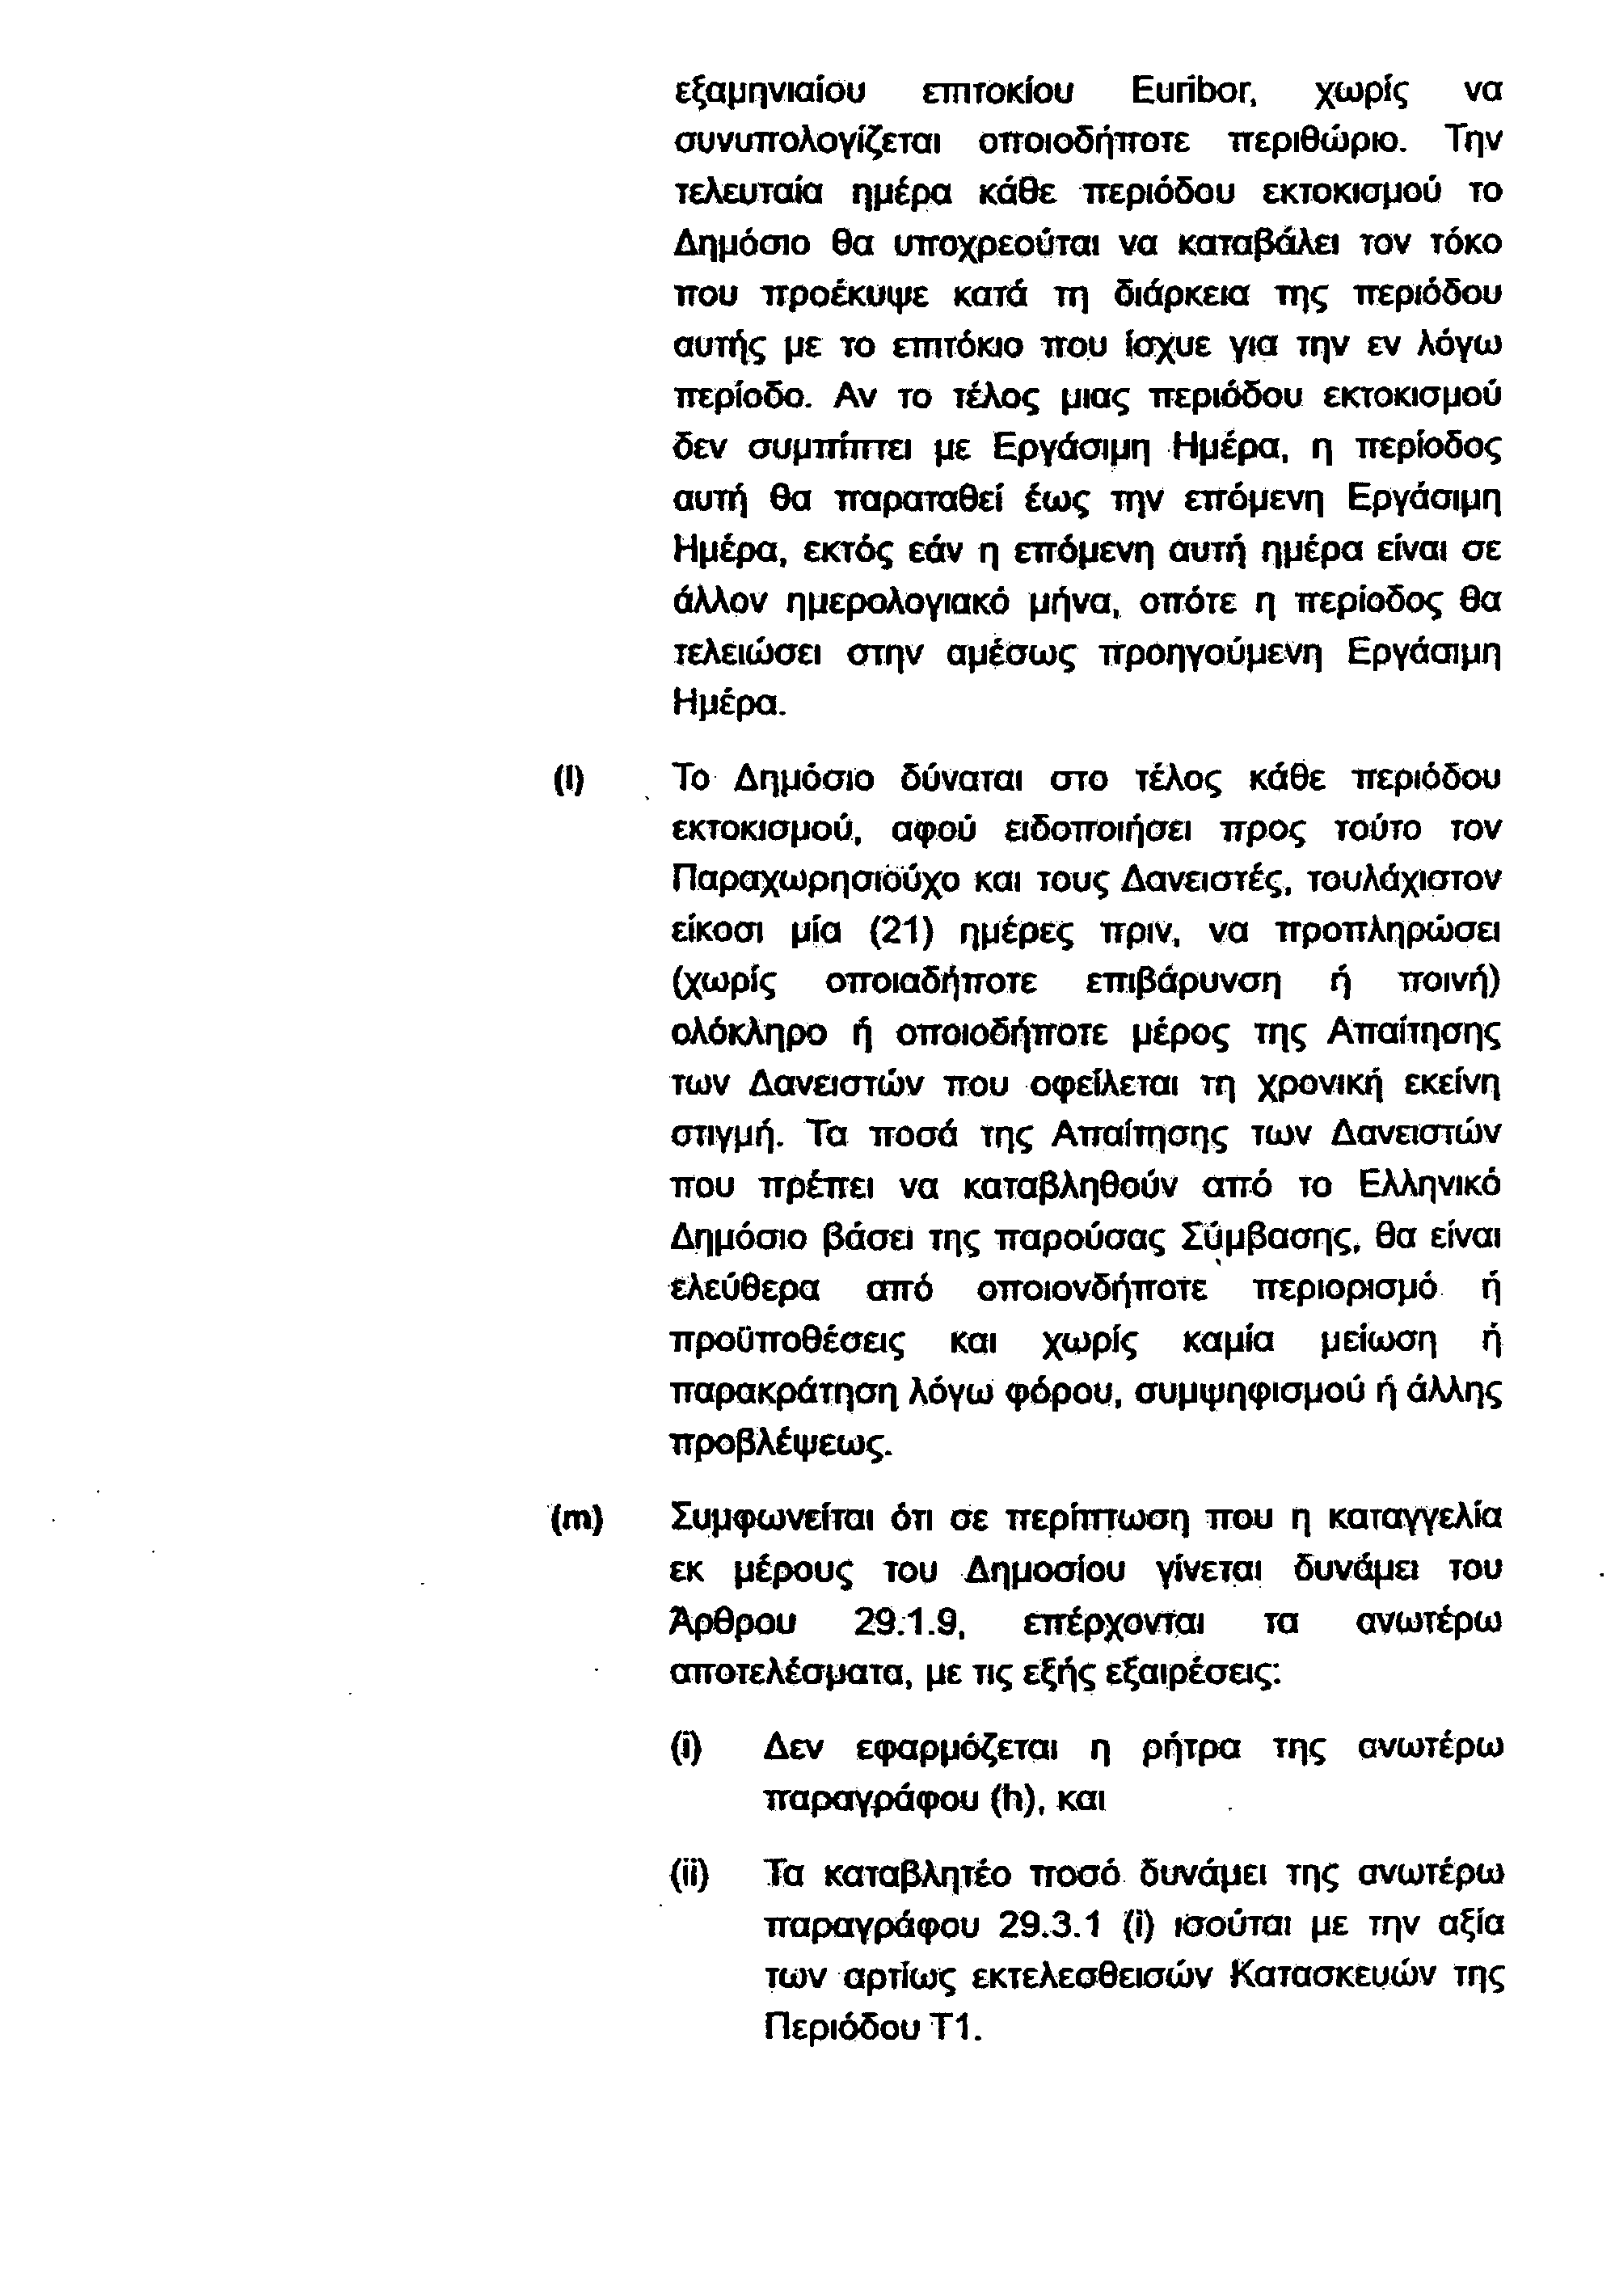 εξαμηνιαίου επιτοκίου Euribor, χωρίς να
συνυπολογίζεται οποιοδήποτε περιθώριο. Την
τελευταία ημέρα κάθε περιόδου εκτοκισμού το
Δημόσιο θα υποχρεούται να καταβάλει τον τόκο
που προέκυψε κατά τη διάρκεια της περιόδου
αυτής με το επιτόκιο που ίσχυε για την εν λόγω
περίοδο. Αν το τέλος μιας περιόδου εκτοκισμού
δεν συμπίπτει με Εργάσιμη Ημέρα, η περίοδος
αυτή θα παραταθεί έως την επόμενη Εργάσιμη
Ημέρα, εκτός εάν η επόμενη αυτή ημέρα είναι σε
άλλον ημερολογιακό μήνα, οπότε η περίοδος θα
τελειώσει στην αμέσως προηγούμενη Εργάσιμη
Ημέρα.
(l) Το Δημόσιο δύναται στο τέλος κάθε περιόδου
εκτοκισμού, αφού ειδοποιήσει προς τούτο τον
Παραχωρησιούχο και τους Δανειστές, τουλάχιστον
είκοσι μία (21) ημέρες πριν, να προπληρώσει
(χωρίς οποιαδήποτε επιβάρυνση ή ποινή)
ολόκληρο ή οποιοδήποτε μέρος της Απαίτησης
των Δανειστών που οφείλεται τη χρονική εκείνη
στιγμή. Τα ποσά της Απαίτησης των Δανειστών
που πρέπει να καταβληθούν από το Ελληνικό
Δημόσιο βάσει της παρούσας Σύμβασης, θα είναι
ελεύθερα από οποιονδήποτε περιορισμό ή
προϋποθέσεις και χωρίς καμία μείωση ή
παρακράτηση λόγω φόρου, συμψηφισμού ή άλλης
προβλέψεως.
(m) Συμφωνείται ότι σε περίπτωση που η καταγγελία
εκ μέρους του Δημοσίου γίνεται δυνάμει του
Άρθρου 29.1.9, επέρχονται τα ανωτέρω
αποτελέσματα, με τις εξής εξαιρέσεις:
(i) Δεν εφαρμόζεται η ρήτρα της ανωτέρω
παραγράφου (h), και
(ii) Τα καταβλητέο ποσό δυνάμει της ανωτέρω
παραγράφου 29.3.1 (i) ισούται με την αξία
των αρτίως εκτελεσθεισών Κατασκευών της
Περιόδου Τ1.